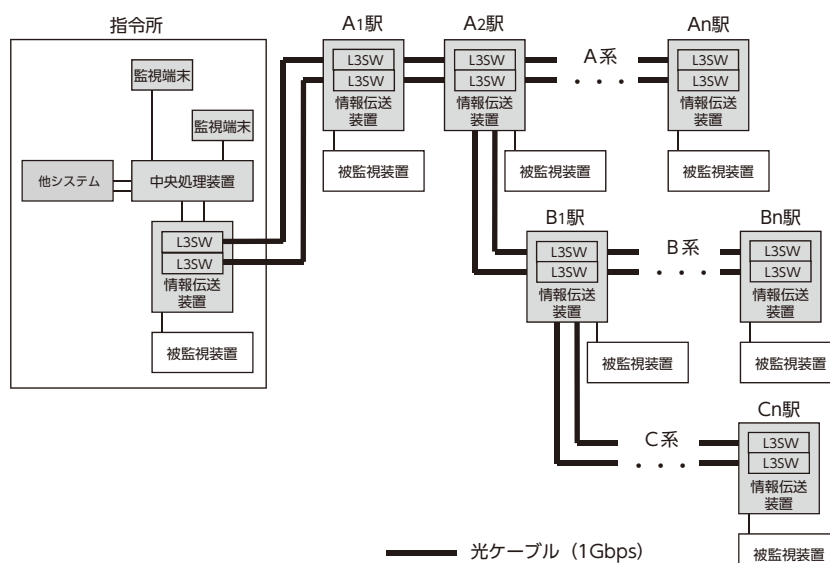 指令所
監視端末
監視端末
他システム
中央処理装置
L3SW
L3SW
情報伝送
装置
被監視装置
A1駅
L3SW
L3SW
情報伝送
装置
被監視装置
A2駅
L3SW
L3SW
情報伝送
装置
被監視装置
A系
・・・
An駅
L3SW
L3SW
情報伝送
装置
被監視装置
B1駅
L3SW
L3SW
情報伝送
装置
被監視装置
B系
・・・
Bn駅
L3SW
L3SW
情報伝送
装置
被監視装置
C系
・・・
Cn駅
L3SW
L3SW
情報伝送
装置
被監視装置
光ケーブル（1Gbps）